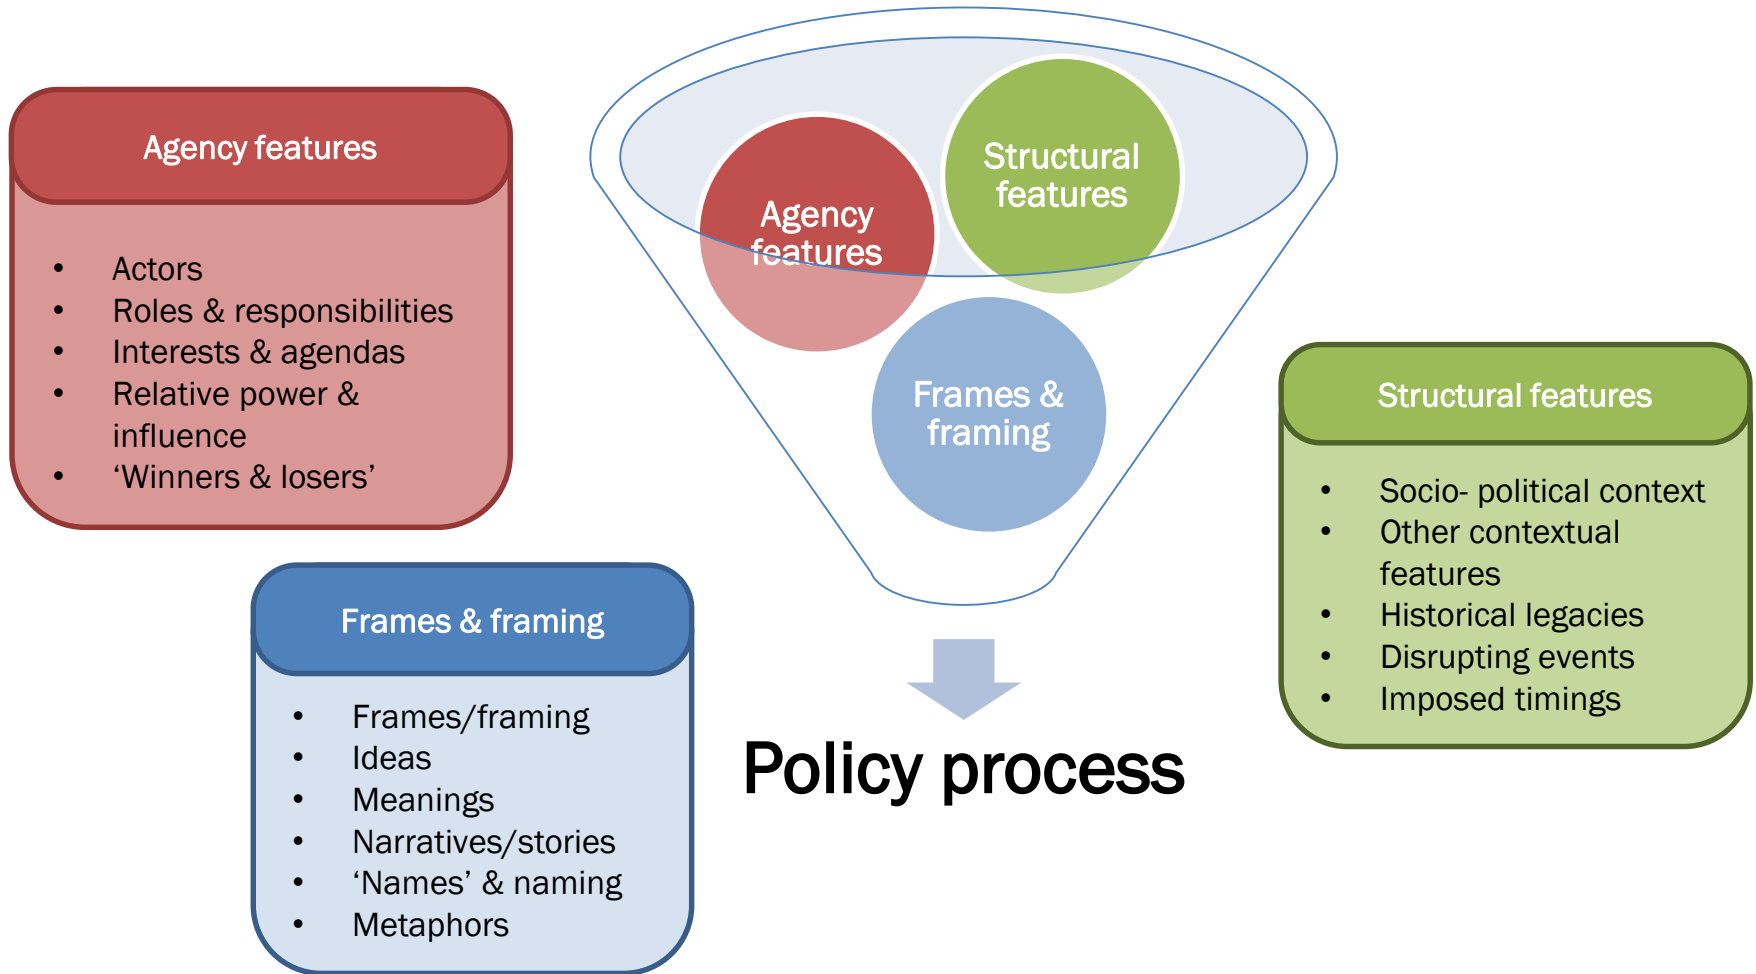 Agency features
• Actors
• Roles & responsibilities
• Interests & agendas
• Relative power &
influence
• ‘Winners & losers’
Structural
features
Agency
features
Frames &
framing
Structural features
• Socio- political context
• Other contextual
features
• Historical legacies
• Disrupting events
• Imposed timings
Frames & framing
• Frames/framing
• Ideas
• Meanings
• Narratives/stories
• ‘Names’ & naming
• Metaphors
Policy process